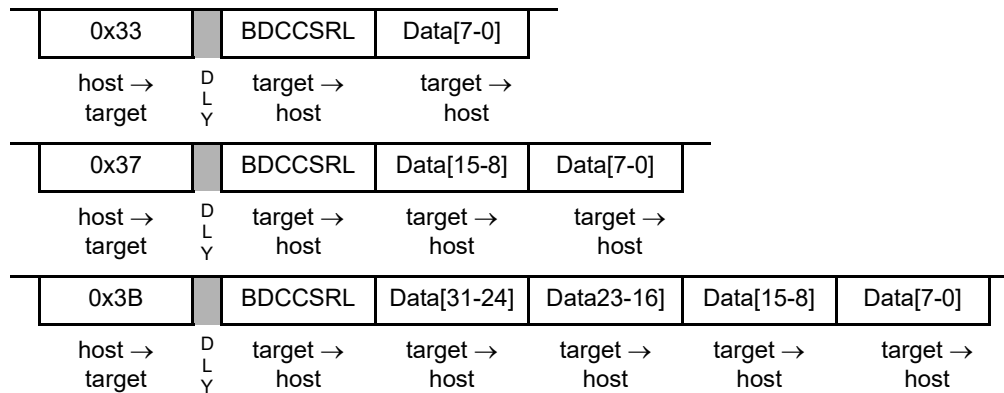 0x33 BDCCSRL Data[7-0]
host → D target → target →
target L host host
Y
0x37 BDCCSRL Data[15-8] Data[7-0]
host → D target → target → target →
target L host host host
Y
0x3B BDCCSRL Data[31-24] Data23-16] Data[15-8] Data[7-0]
host → D target → target → target → target → target →
target L host host host host host
Y